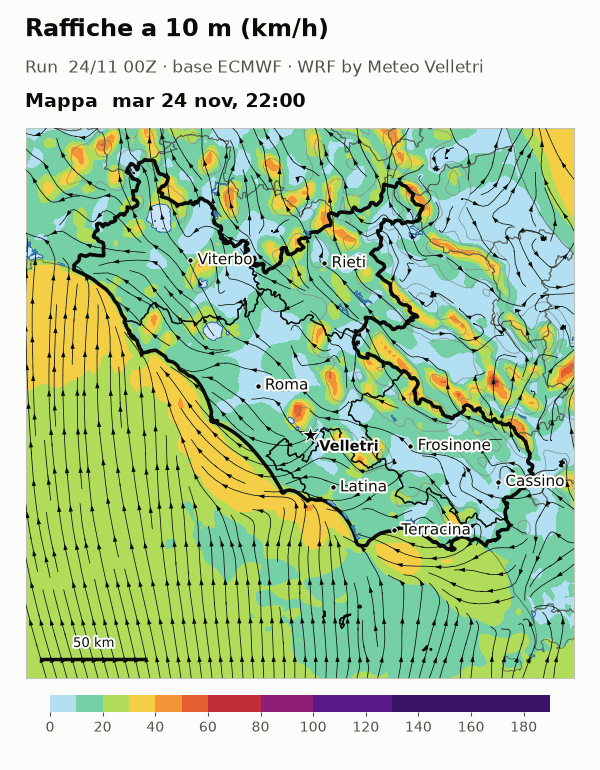 Raffiche a 10 m (km/h)
Run  24/11 00Z · base ECMWF · WRF by Meteo Velletri
Mappa  mar 24 nov, 22:00
Viterbo
Rieti
Roma
Velletri
Frosinone
Cassino
Latina
Terracina
50 km
0 20 40 60 80 100 120 140 160 180